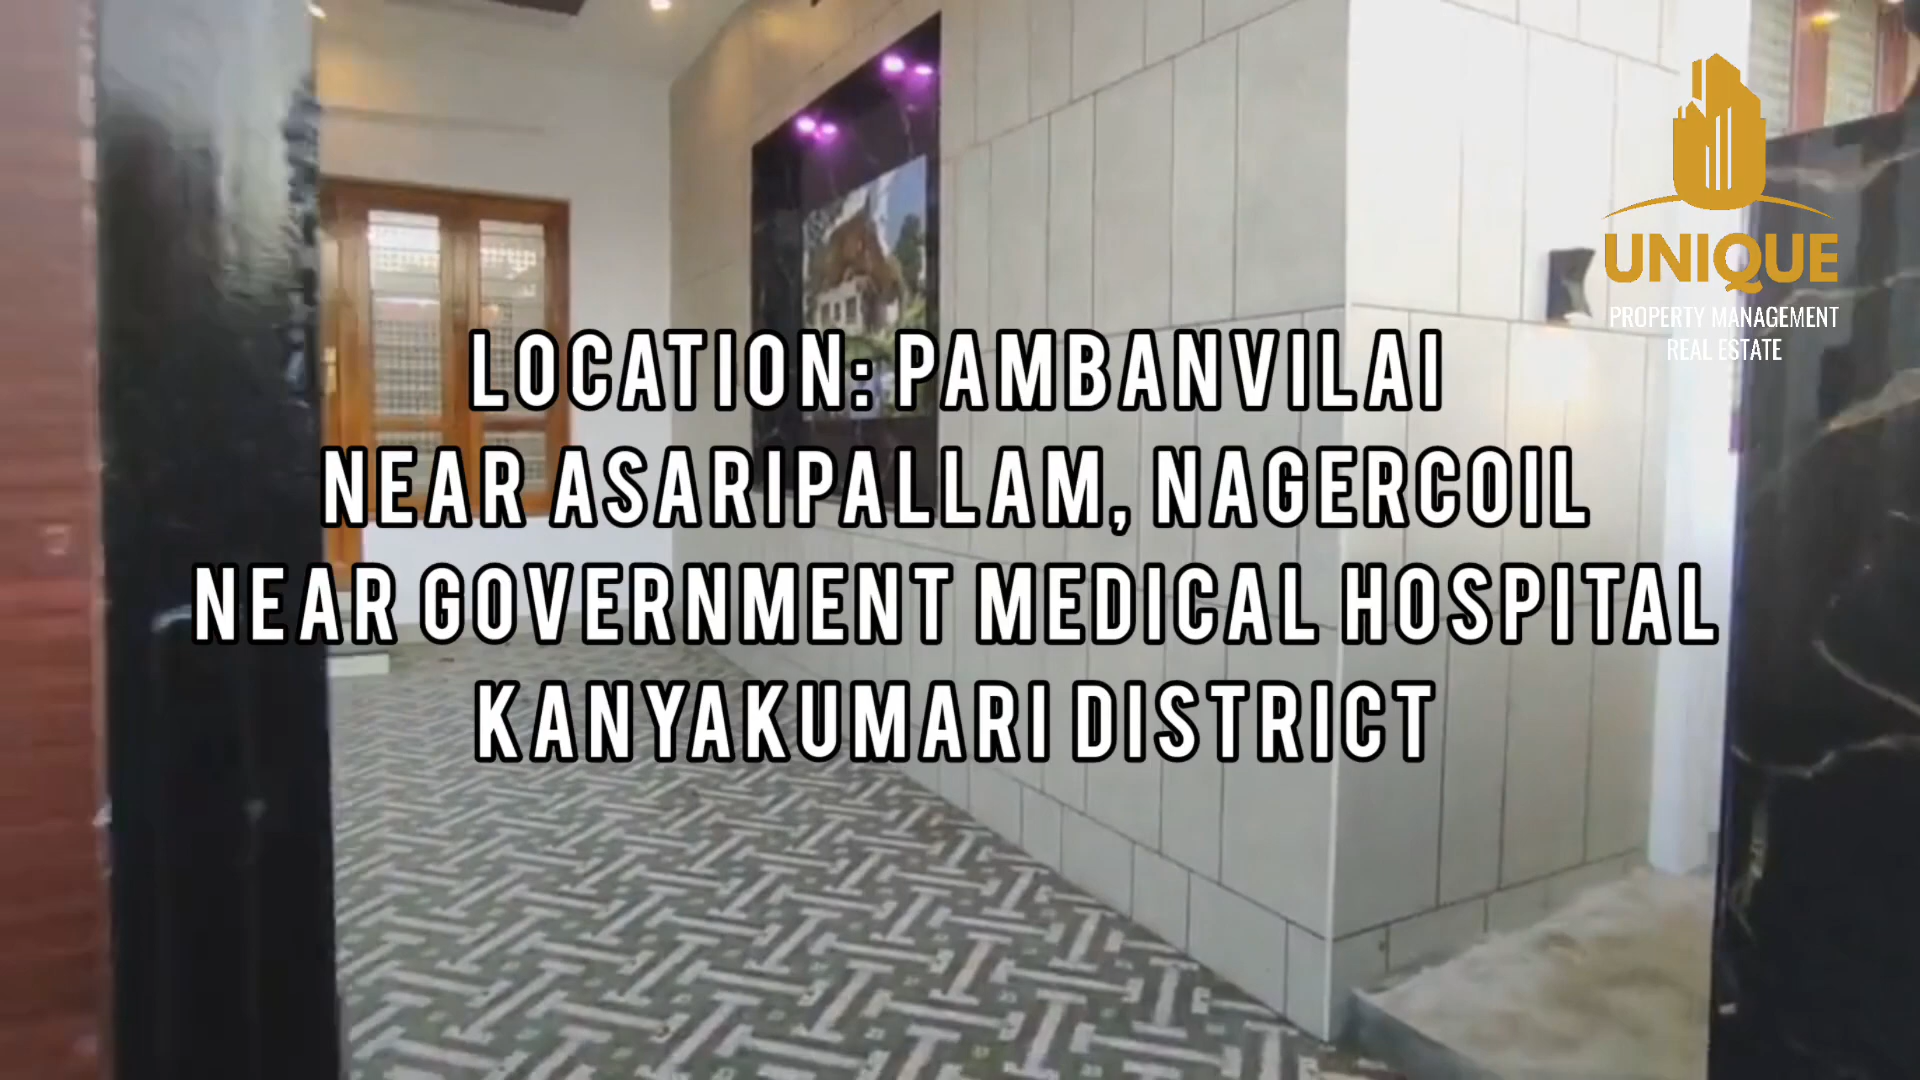 UNIQUE
PROPERTY MANAGEMENT
REAL ESTATE
LOCATION: PAMBANVILAI
NEAR ASARIPALLAM, NAGERCOIL
NEAR GOVERNMENT MEDICAL HOSPITAL
KANYAKUMARI DISTRICT